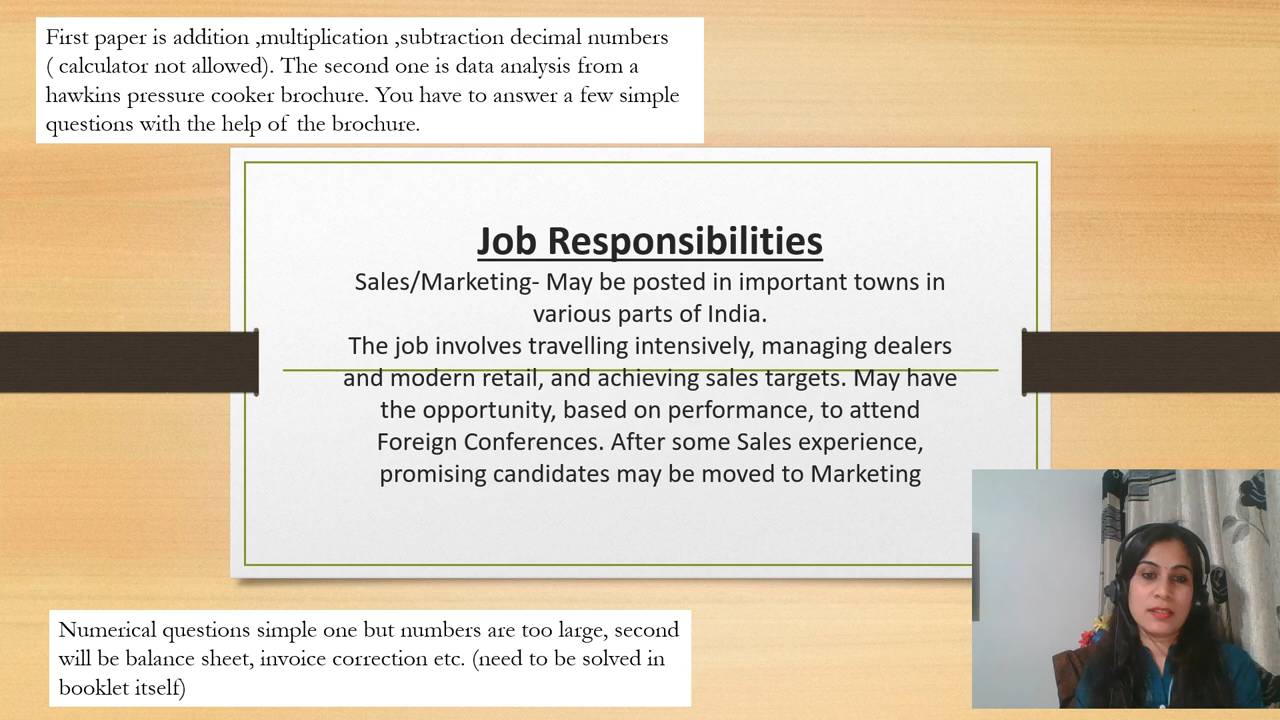 First paper is addition ,multiplication ,subtraction decimal numbers
( calculator not allowed). The second one is data analysis from a
hawkins pressure cooker brochure. You have to answer a few simple
questions with the help of the brochure.
Job Responsibilities
Sales/Marketing- May be posted in important towns in
various parts of India.
The job involves travelling intensively, managing dealers
and modern retail, and achieving sales targets. May have
the opportunity, based on performance, to attend
Foreign Conferences. After some Sales experience,
promising candidates may be moved to Marketing
Numerical questions simple one but numbers are too large, second
will be balance sheet, invoice correction etc. (need to be solved in
booklet itself)